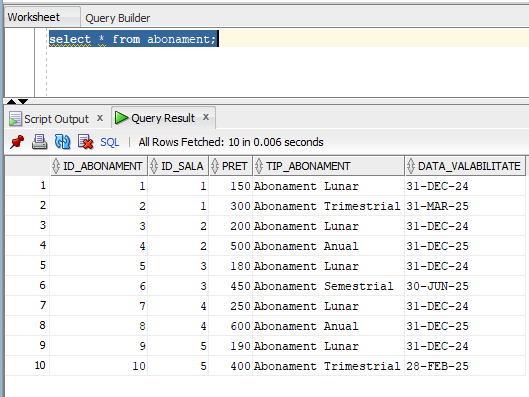 Worksheet Query Builder
select * from abonament;
Script Output x Query Result x
SQL | All Rows Fetched: 10 in 0.006 seconds
ID_ABONAMENT ID_SALA PRET TIP_ABONAMENT DATA_VALABILITATE
1 1 1 150 Abonament Lunar 31-DEC-24
2 2 1 300 Abonament Trimestrial 31-MAR-25
3 3 2 200 Abonament Lunar 31-DEC-24
4 4 2 500 Abonament Anual 31-DEC-25
5 5 3 180 Abonament Lunar 31-DEC-24
6 6 3 450 Abonament Semestrial 30-JUN-25
7 7 4 250 Abonament Lunar 31-DEC-24
8 8 4 600 Abonament Anual 31-DEC-25
9 9 5 190 Abonament Lunar 31-DEC-24
10 10 5 400 Abonament Trimestrial 28-FEB-25